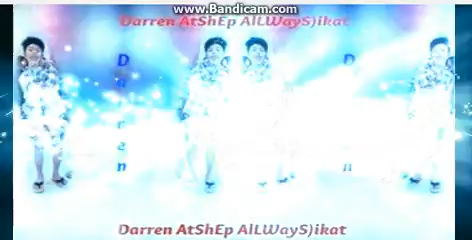 www.Bandicam.com
Darren AtShEp AlLWayS)ikat
D
a
r
r
e
n
D
n
Darren AtShEp AlLWayS)ikat